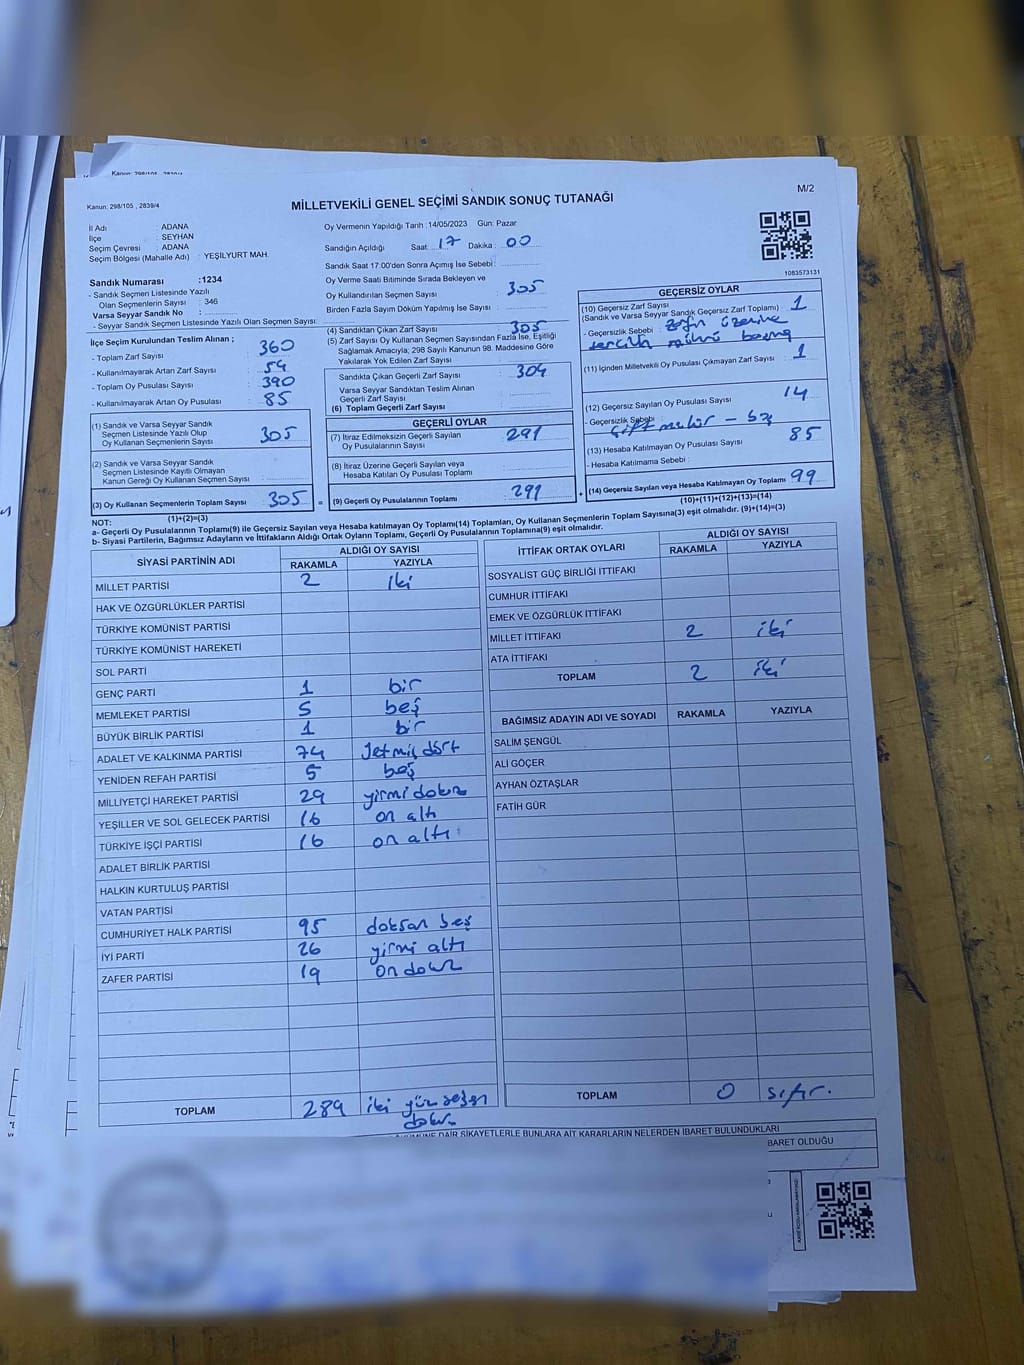 Kanun: 298/105 , 2839/4
M/2
MİLLETVEKİLİ GENEL SEÇİMİ SANDIK SONUÇ TUTANAĞI
İl Adı : ADANA
İlçe : SEYHAN
Seçim Çevresi : ADANA
Seçim Bölgesi (Mahalle Adı) : YEŞİLYURT MAH.
Sandık Numarası :1234
- Sandık Seçmen Listesinde Yazılı
Olan Seçmenlerin Sayısı : 346
Varsa Seyyar Sandık No :
- Seyyar Sandık Seçmen Listesinde Yazılı Olan Seçmen Sayısı:
İlçe Seçim Kurulundan Teslim Alınan ;
- Toplam Zarf Sayısı : 360
- Kullanılmayarak Artan Zarf Sayısı : 54
- Toplam Oy Pusulası Sayısı : 390
- Kullanılmayarak Artan Oy Pusulası : 85
(1) Sandık ve Varsa Seyyar Sandık
Seçmen Listesinde Yazılı Olup
Oy Kullanan Seçmenlerin Sayısı : 305
(2) Sandık ve Varsa Seyyar Sandık
Seçmen Listesinde Kayıtlı Olmayan
Kanun Gereği Oy Kullanan Seçmen Sayısı :
(3) Oy Kullanan Seçmenlerin Toplam Sayısı 305
(1)+(2)=(3)
Oy Vermenin Yapıldığı Tarih :14/05/2023 Gün: Pazar
Sandığın Açıldığı Saat : 17 Dakika : 00
Sandık Saat 17:00'den Sonra Açımış İse Sebebi :
Oy Verme Saati Bitiminde Sırada Bekleyen ve
Oy Kullandırılan Seçmen Sayısı : 305
Birden Fazla Sayım Döküm Yapılmış İse Sayısı :
(4) Sandıktan Çıkan Zarf Sayısı : 305
(5) Zarf Sayısı Oy Kullanan Seçmen Sayısından Fazla İse, Eşitliği
Sağlamak Amacıyla, 298 Sayılı Kanunun 98. Maddesine Göre
Yakılarak Yok Edilen Zarf Sayısı
Sandıkta Çıkan Geçerli Zarf Sayısı : 304
Varsa Seyyar Sandıktan Teslim Alınan
Geçerli Zarf Sayısı
(6) Toplam Geçerli Zarf Sayısı
GEÇERLİ OYLAR
(7) İtiraz Edilmeksizin Geçerli Sayılan
Oy Pusulalarının Sayısı : 291
(8) İtiraz Üzerine Geçerli Sayılan veya
Hesaba Katılan Oy Pusulası Toplamı
= (9) Geçerli Oy Pusulalarının Toplamı : 291
1083573131
GEÇERSİZ OYLAR
(10) Geçersiz Zarf Sayısı 1
(Sandık ve Varsa Seyyar Sandık Geçersiz Zarf Toplamı) :
- Geçersizlik Sebebi : üzerine
tercih mührü
(11) İçinden Milletvekili Oy Pusulası Çıkmayan Zarf Sayısı : 1
(12) Geçersiz Sayılan Oy Pusulası Sayısı 14
- Geçersizlik Sebebi : çift mühür -
(13) Hesaba Katılmayan Oy Pusulası Sayısı : 85
- Hesaba Katılmama Sebebi :
+ (14) Geçersiz Sayılan veya Hesaba Katılmayan Oy Toplamı 99
(10)+(11)+(12)+(13)=(14)
NOT:
a- Geçerli Oy Pusulalarının Toplamı(9) ile Geçersiz Sayılan veya Hesaba katılmayan Oy Toplamı(14) Toplamları, Oy Kullanan Seçmenlerin Toplam Sayısına(3) eşit olmalıdır. (9)+(14)=(3)
b- Siyasi Partilerin, Bağımsız Adayların ve İttifakların Aldığı Ortak Oyların Toplamı, Geçerli Oy Pusulalarının Toplamına(9) eşit olmalıdır.
SİYASİ PARTİNİN ADI ALDIĞI OY SAYISI
RAKAMLA YAZIYLA
MİLLET PARTİSİ 2 iki
HAK VE ÖZGÜRLÜKLER PARTİSİ
TÜRKİYE KOMÜNİST PARTİSİ
TÜRKİYE KOMÜNİST HAREKETİ
SOL PARTİ
GENÇ PARTİ 1 bir
MEMLEKET PARTİSİ 5 beş
BÜYÜK BİRLİK PARTİSİ 1 bir
ADALET VE KALKINMA PARTİSİ 74 Yetmiş dört
YENİDEN REFAH PARTİSİ 5 beş
MİLLİYETÇİ HAREKET PARTİSİ 29 yirmi dokuz
YEŞİLLER VE SOL GELECEK PARTİSİ 16 on altı
TÜRKİYE İŞÇİ PARTİSİ 16 on altı
ADALET BİRLİK PARTİSİ
HALKIN KURTULUŞ PARTİSİ
VATAN PARTİSİ
CUMHURİYET HALK PARTİSİ 95 doksan beş
İYİ PARTİ 26 yirmi altı
ZAFER PARTİSİ 19 on dokuz
TOPLAM 289 iki yüz seksen
dokuz
İTTİFAK ORTAK OYLARI ALDIĞI OY SAYISI
RAKAMLA YAZIYLA
SOSYALİST GÜÇ BİRLİĞİ İTTİFAKI
CUMHUR İTTİFAKI
EMEK VE ÖZGÜRLÜK İTTİFAKI
MİLLET İTTİFAKI 2 iki
ATA İTTİFAKI
TOPLAM 2 iki
BAĞIMSIZ ADAYIN ADI VE SOYADI RAKAMLA YAZIYLA
SALİM ŞENGÜL
ALİ GÖÇER
AYHAN ÖZTAŞLAR
FATİH GÜR
TOPLAM 0 sıfır.
DAİR ŞİKAYETLERLE BUNLARA AİT KARARLARIN NELERDEN İBARET BULUNDUKLARI
BARET OLDUĞU